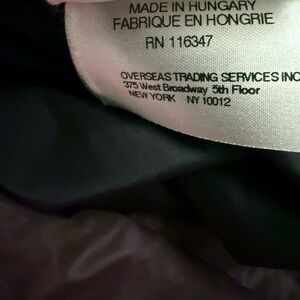 MADE IN HUNGARY
FABRIQUE EN HONGRIE
RN 116347
OVERSEAS TRADING SERVICES INC
375 West Broadway 5th Floor
NEW YORK NY 10012